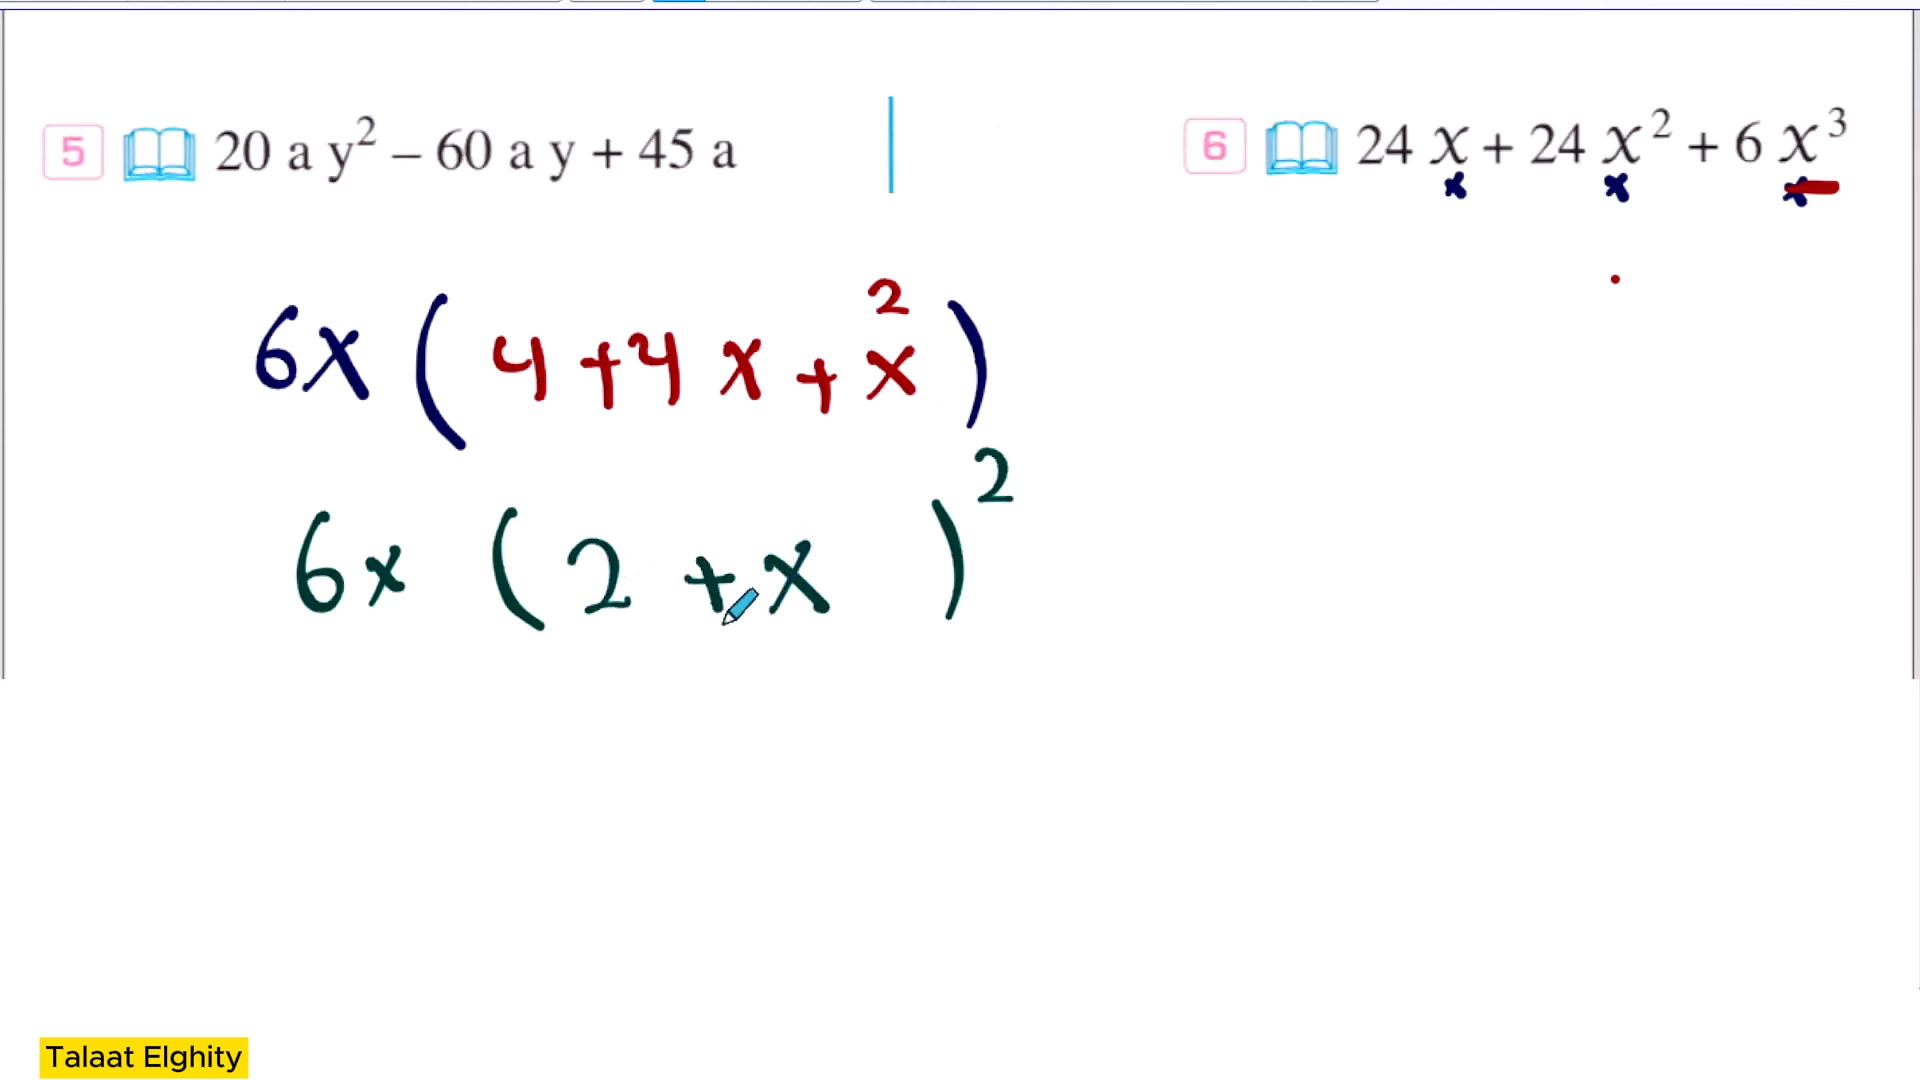 5 20 a y² – 60 a y + 45 a
6 24 x + 24 x² + 6 x³
x x x
6x ( 4 + 4 x + x² )
6x ( 2 + x )²
Talaat Elghity